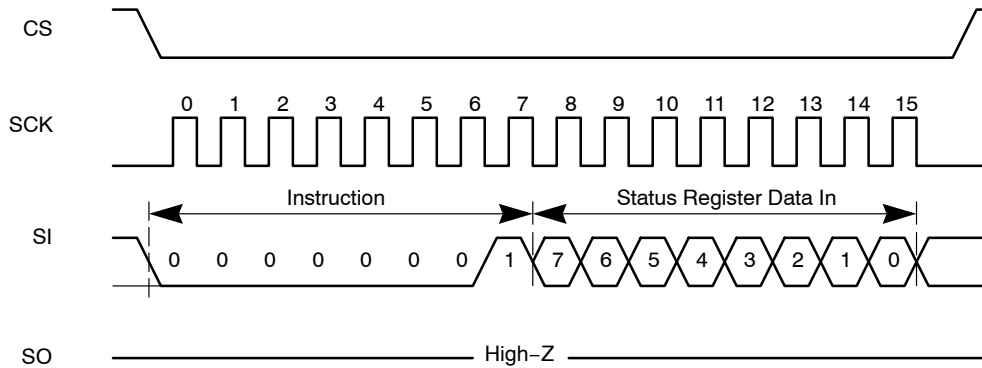 CS
0 1 2 3 4 5 6 7 8 9 10 11 12 13 14 15
SCK
Instruction Status Register Data In
SI
0 0 0 0 0 0 0 1 7 6 5 4 3 2 1 0
SO High−Z